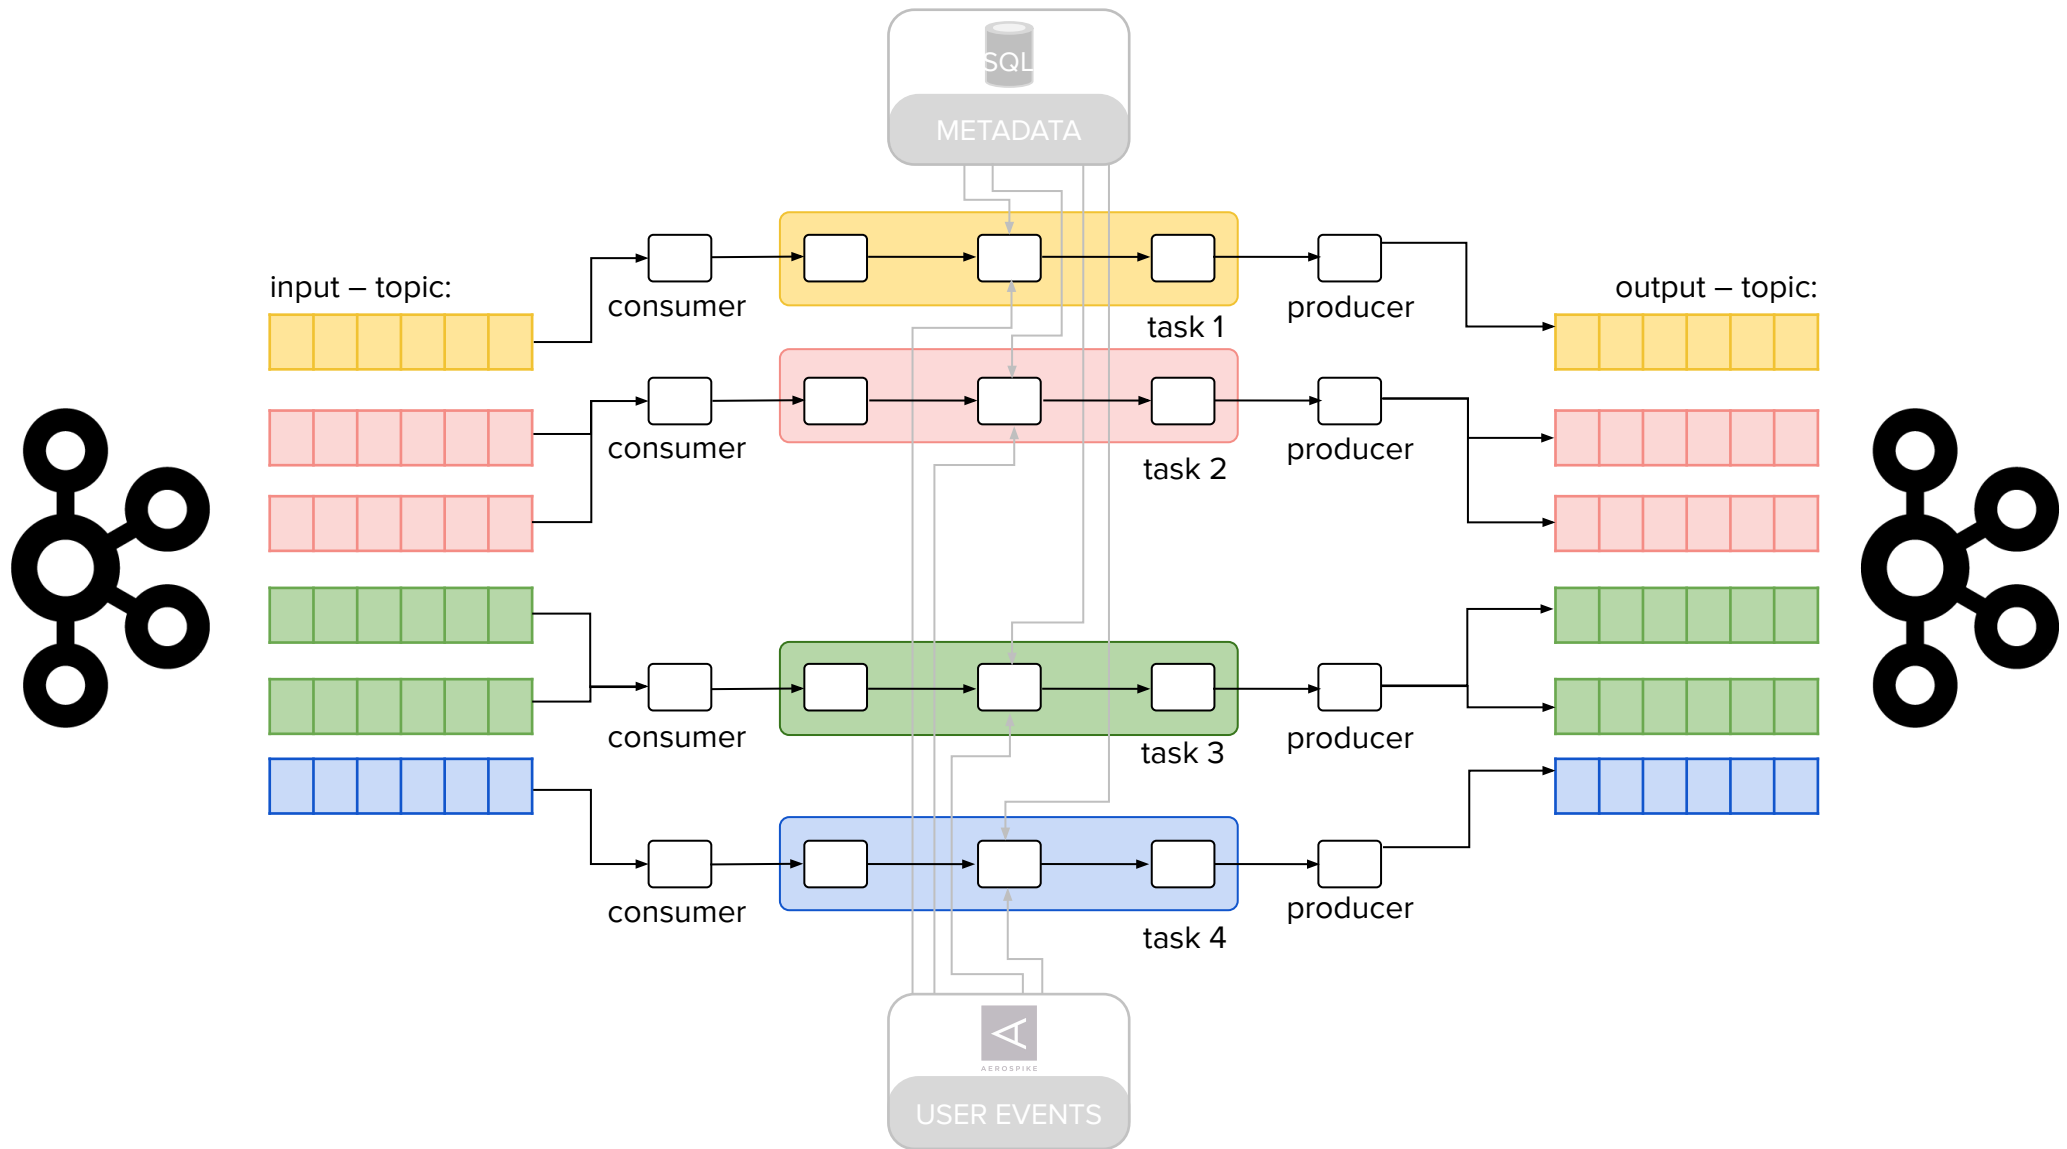 SQL
METADATA
input – topic:
output – topic:
consumer
producer
task 1
consumer
producer
task 2
consumer
producer
task 3
consumer
producer
task 4
AEROSPIKE
USER EVENTS